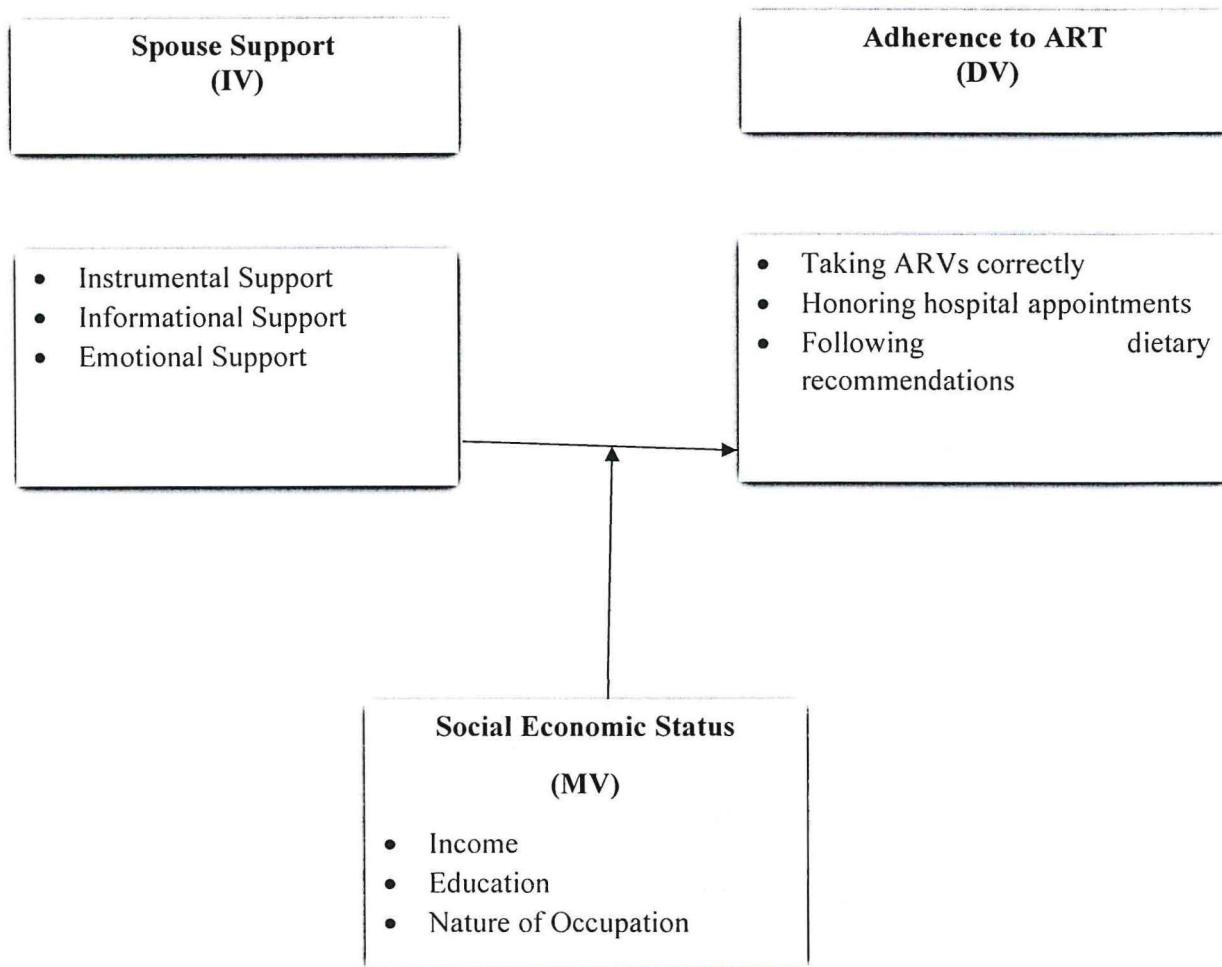 Spouse Support
(IV)
Adherence to ART
(DV)
• Instrumental Support
• Informational Support
• Emotional Support
• Taking ARVs correctly
• Honoring hospital appointments
• Following dietary
recommendations
Social Economic Status
(MV)
• Income
• Education
• Nature of Occupation